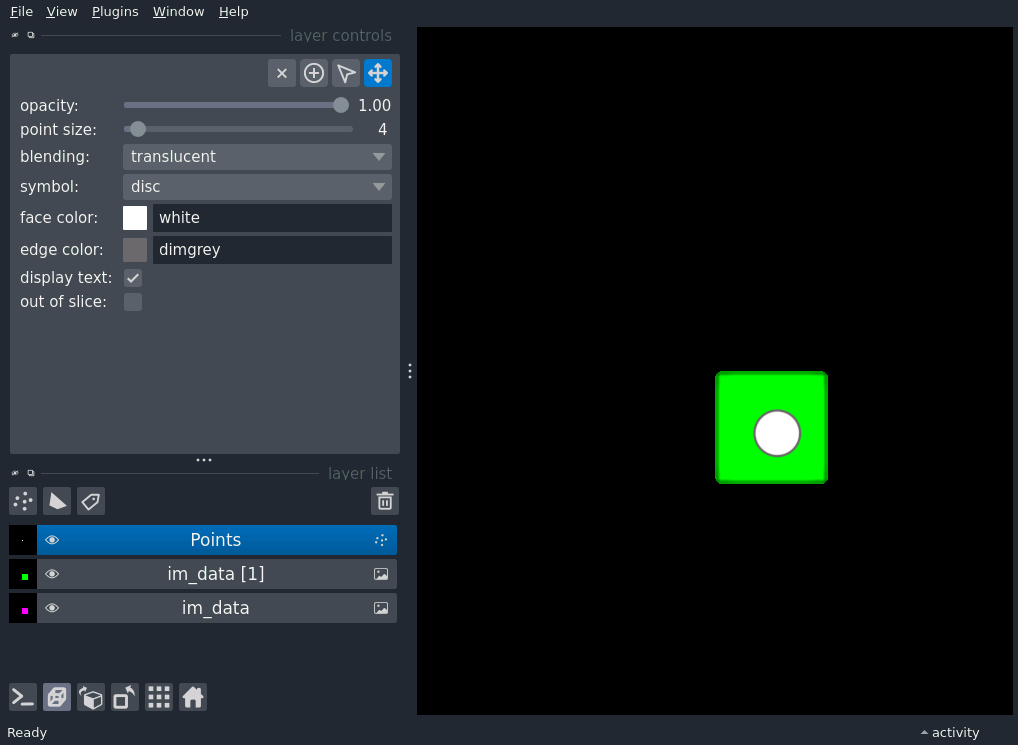 File View Plugins Window Help
layer controls
opacity: 1.00
point size: 4
blending: translucent
symbol: disc
face color: white
edge color: dimgrey
display text:
out of slice:
layer list
Points
im_data [1]
im_data
Ready activity